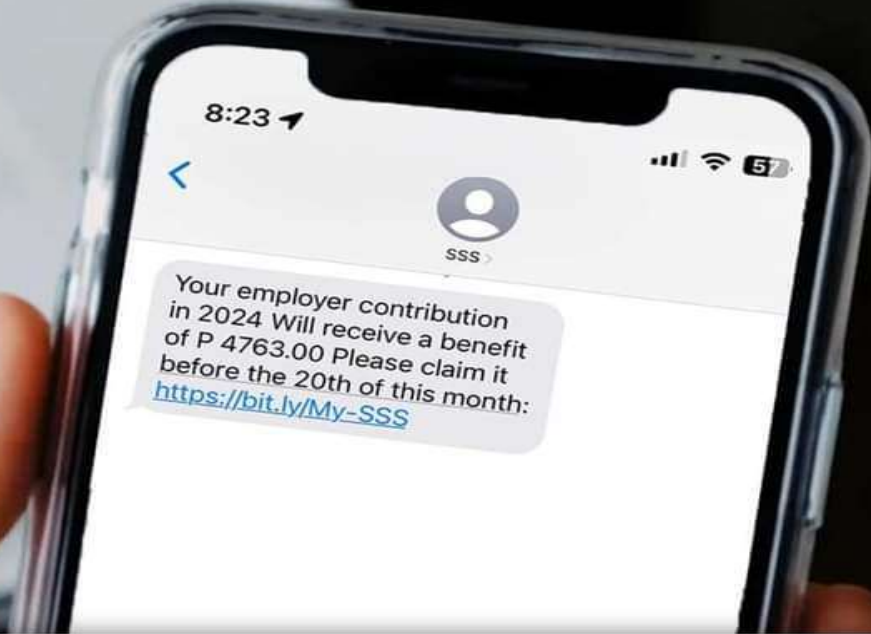 8:23
57
SSS
Your employer contribution
in 2024 Will receive a benefit
of P 4763.00 Please claim it
before the 20th of this month:
https://bit.ly/My-SSS